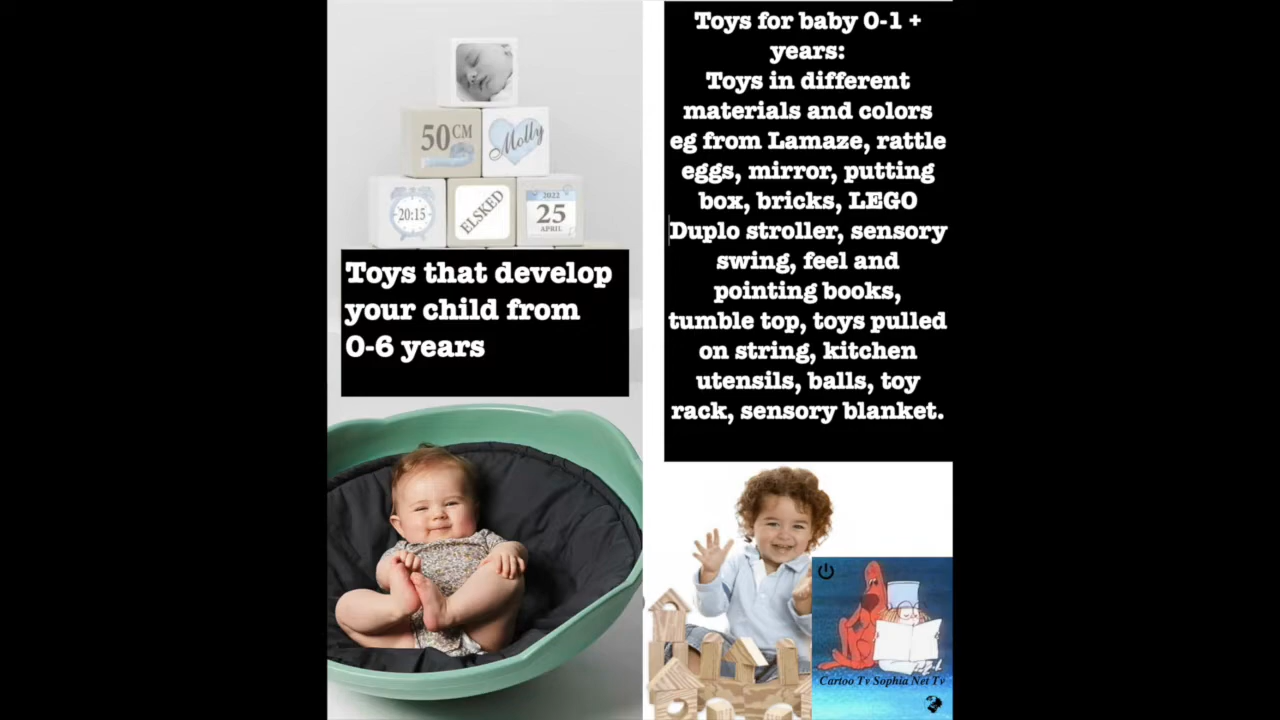 50CM
Molly
20:15
ELSKED
2022
25
APRIL
Toys that develop
your child from
0-6 years
Toys for baby 0-1 +
years:
Toys in different
materials and colors
eg from Lamaze, rattle
eggs, mirror, putting
box, bricks, LEGO
Duplo stroller, sensory
swing, feel and
pointing books,
tumble top, toys pulled
on string, kitchen
utensils, balls, toy
rack, sensory blanket.
Cartoo Tv Sophia Net Tv